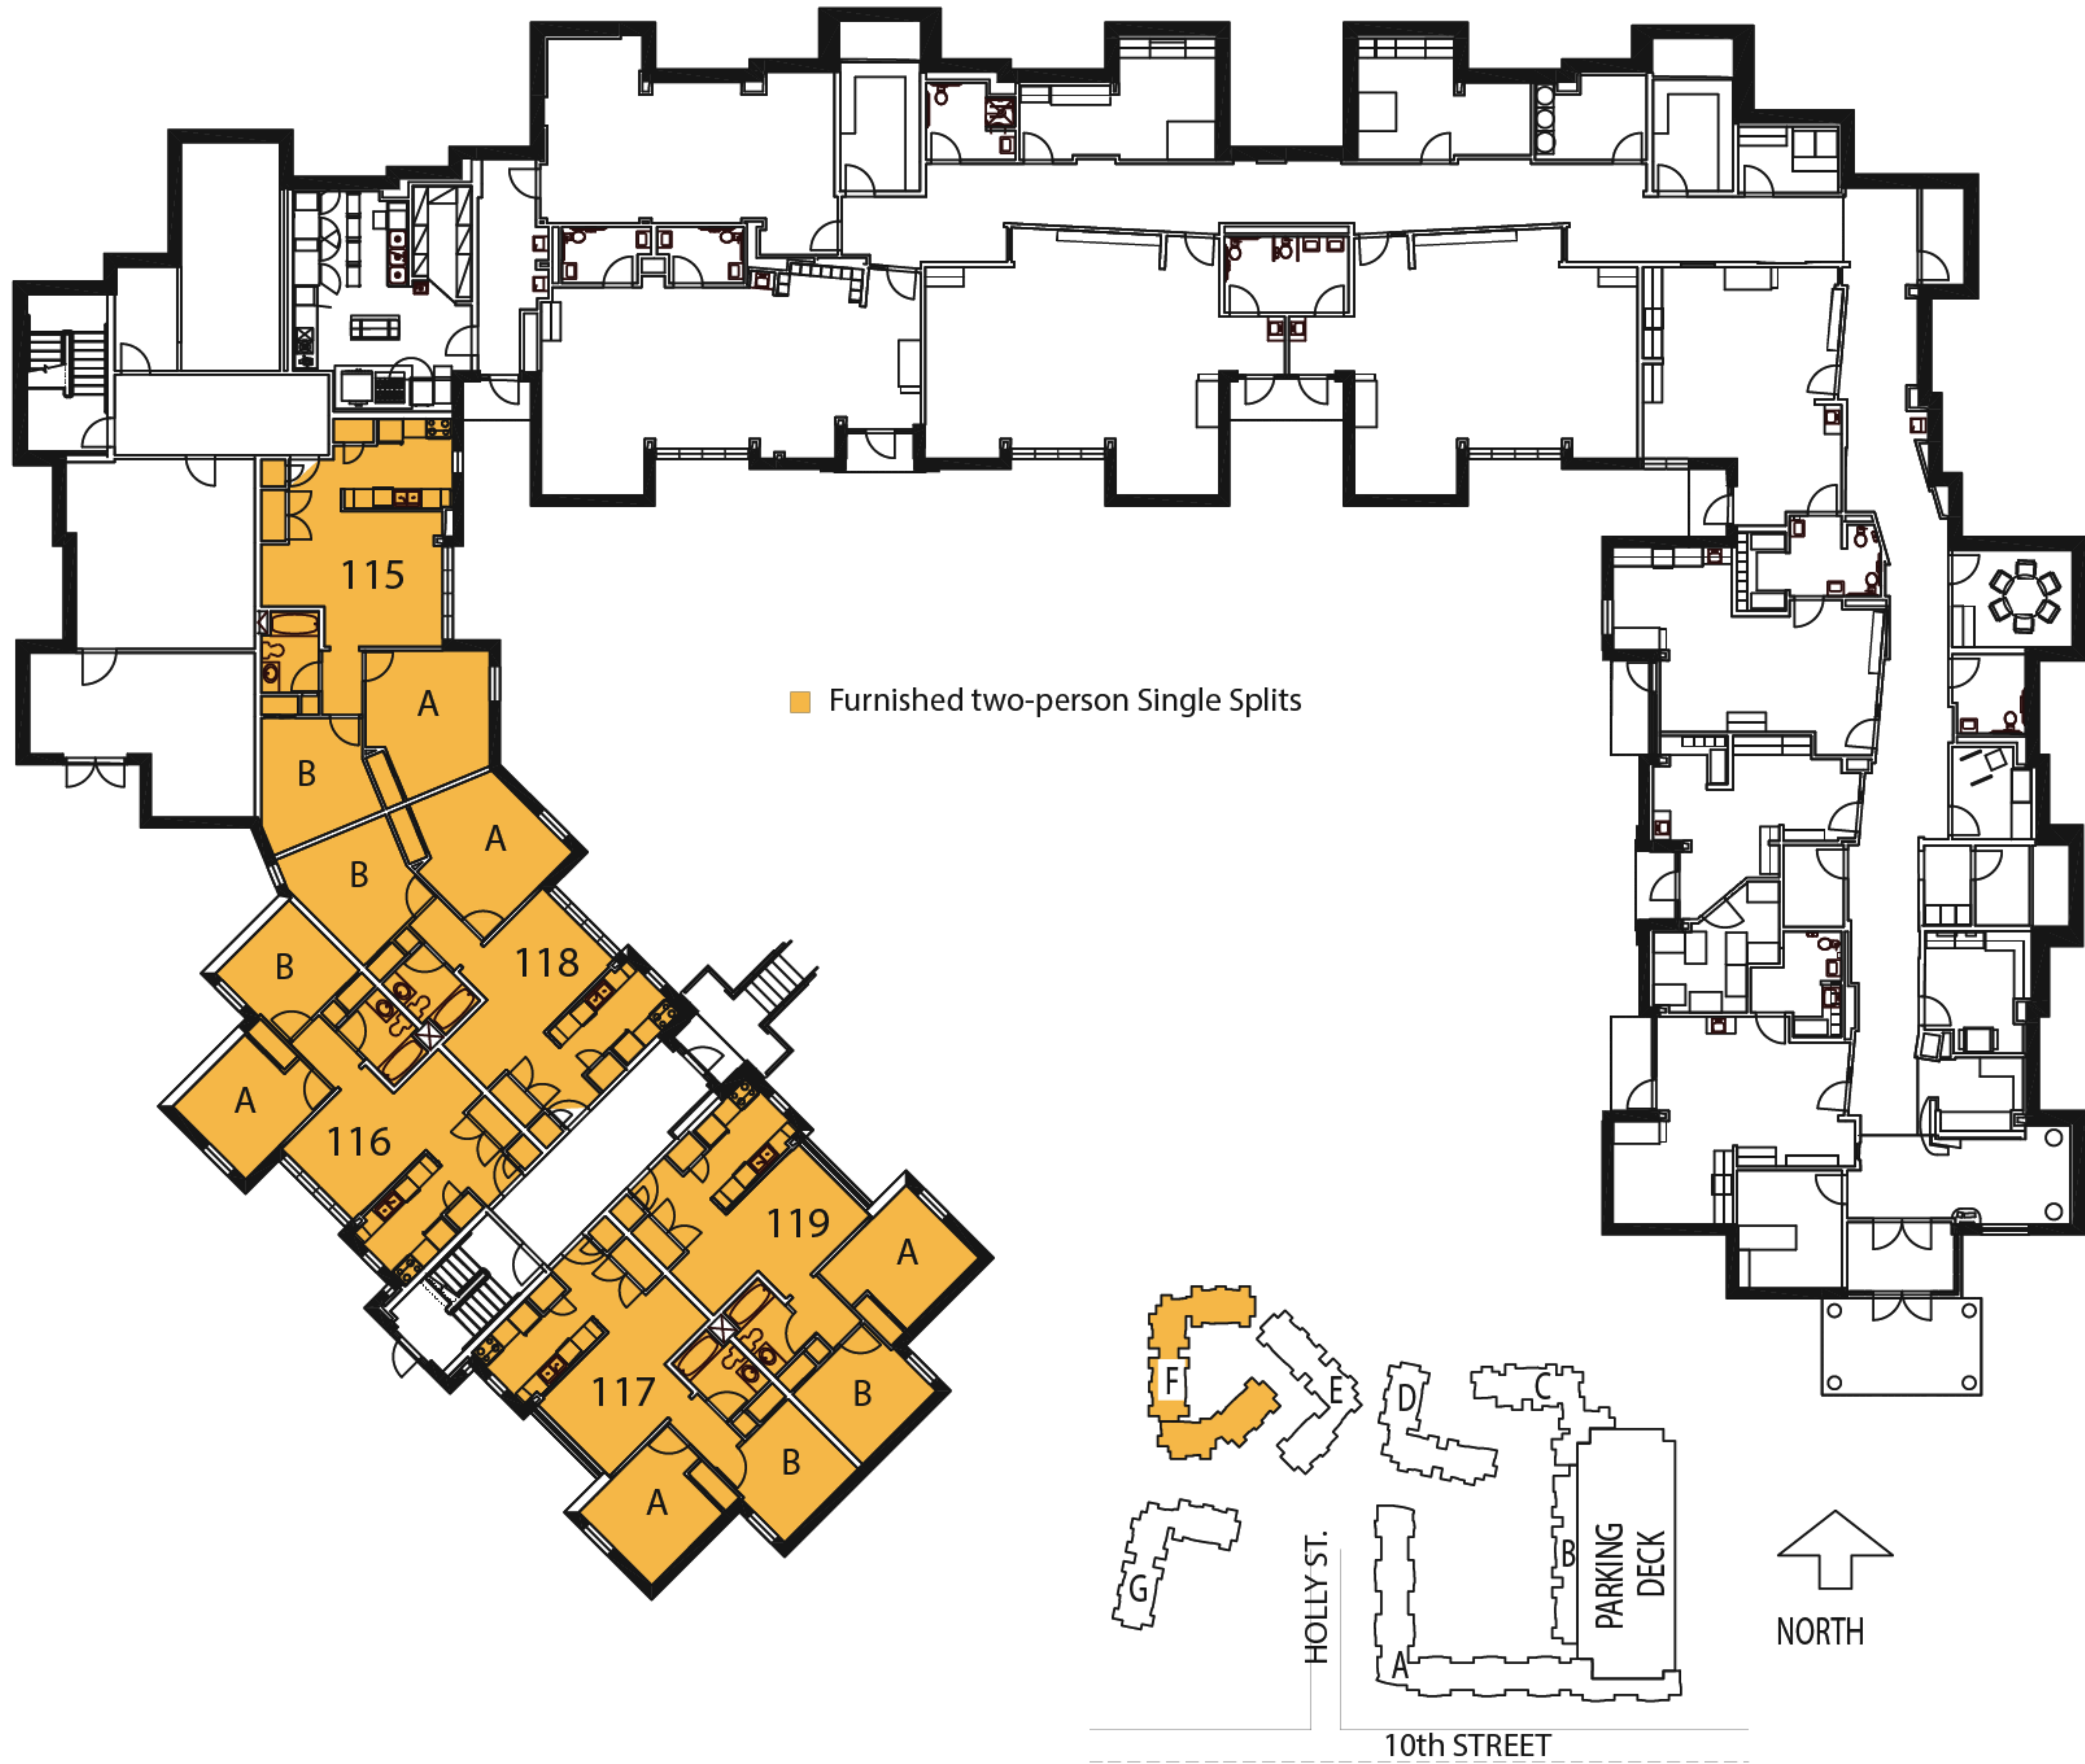 115
A
Furnished two-person Single Splits
B
A
B
118
B
A
116
119
A
117
B
B
A
F
E
D
C
G
HOLLY ST.
B
PARKING
DECK
A
NORTH
10th STREET